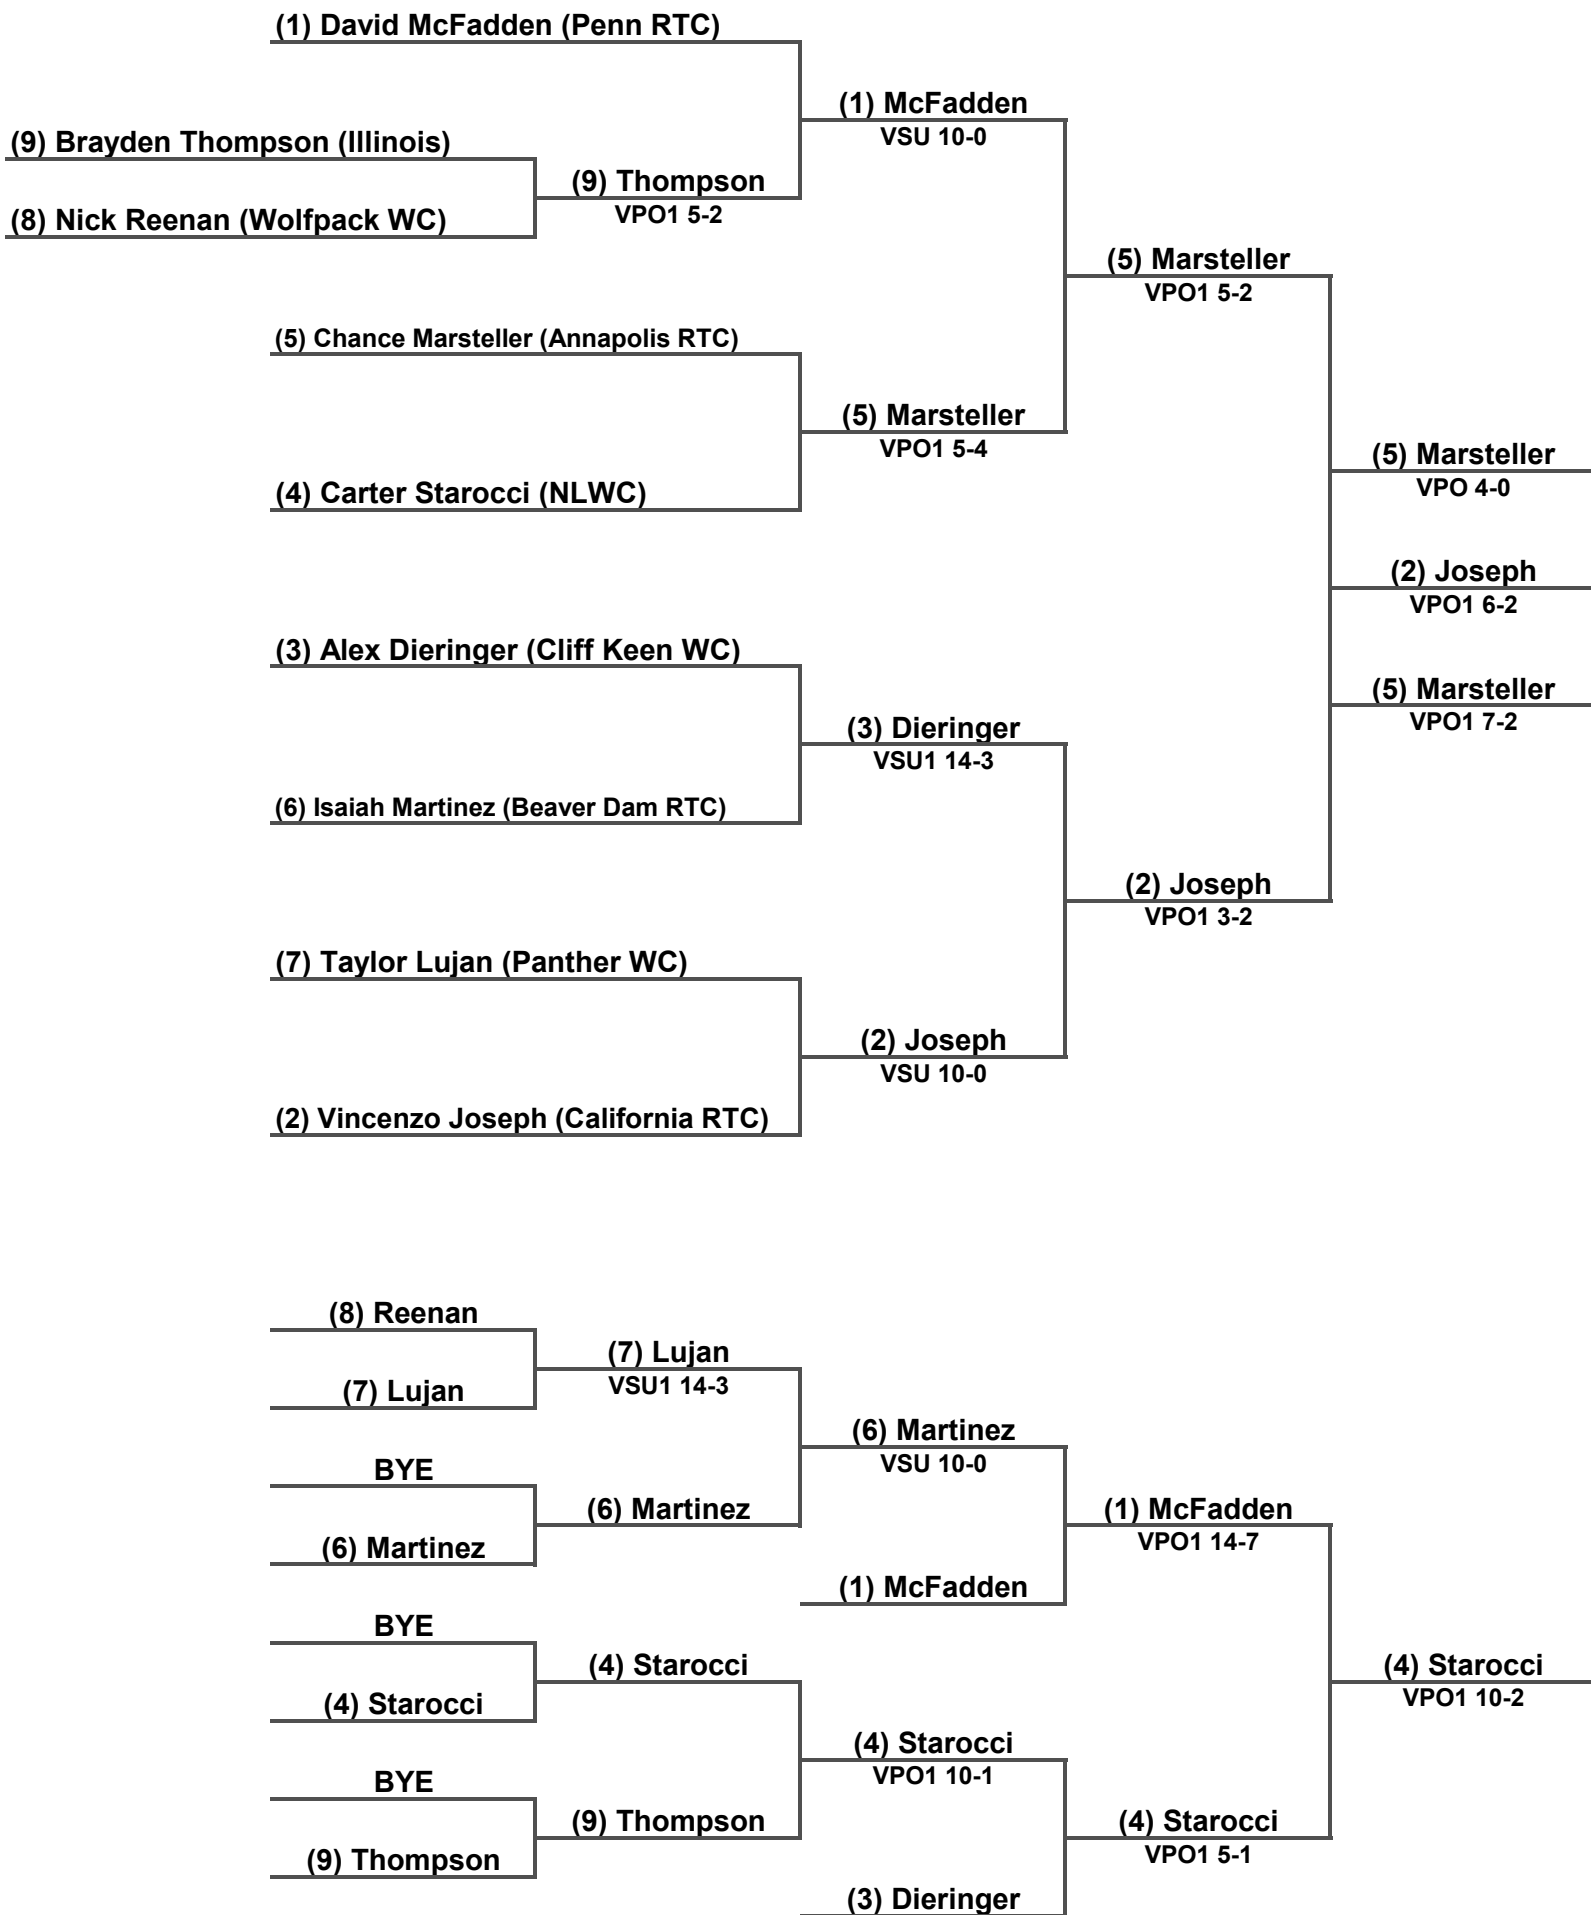 (1) David McFadden (Penn RTC)
(1) McFadden
VSU 10-0
(9) Brayden Thompson (Illinois)
(9) Thompson
VPO1 5-2
(8) Nick Reenan (Wolfpack WC)
(5) Marsteller
VPO1 5-2
(5) Chance Marsteller (Annapolis RTC)
(5) Marsteller
VPO1 5-4
(5) Marsteller
VPO 4-0
(4) Carter Starocci (NLWC)
(2) Joseph
VPO1 6-2
(3) Alex Dieringer (Cliff Keen WC)
(5) Marsteller
VPO1 7-2
(3) Dieringer
VSU1 14-3
(6) Isaiah Martinez (Beaver Dam RTC)
(2) Joseph
VPO1 3-2
(7) Taylor Lujan (Panther WC)
(2) Joseph
VSU 10-0
(2) Vincenzo Joseph (California RTC)
(8) Reenan
(7) Lujan
VSU1 14-3
(7) Lujan
(6) Martinez
VSU 10-0
BYE
(6) Martinez
(1) McFadden
VPO1 14-7
(6) Martinez
(1) McFadden
BYE
(4) Starocci
(4) Starocci
VPO1 10-2
(4) Starocci
(4) Starocci
VPO1 10-1
BYE
(9) Thompson
(4) Starocci
VPO1 5-1
(9) Thompson
(3) Dieringer